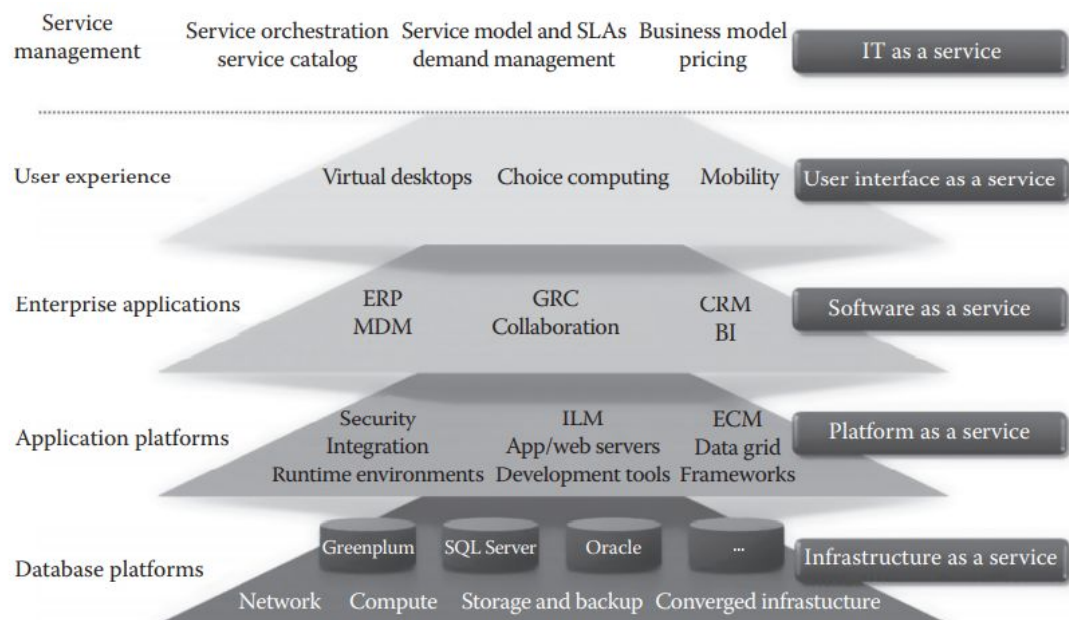 Service management
Service orchestration service catalog
Service model and SLAs demand management
Business model pricing
IT as a service
User experience
Virtual desktops
Choice computing
Mobility
User interface as a service
Enterprise applications
ERP
MDM
GRC
Collaboration
CRM
BI
Software as a service
Application platforms
Security
Integration
Runtime environments
ILM
App/web servers
Development tools
ECM
Data grid
Frameworks
Platform as a service
Database platforms
Greenplum
SQL Server
Oracle
...
Infrastructure as a service
Network
Compute
Storage and backup
Converged infrastucture